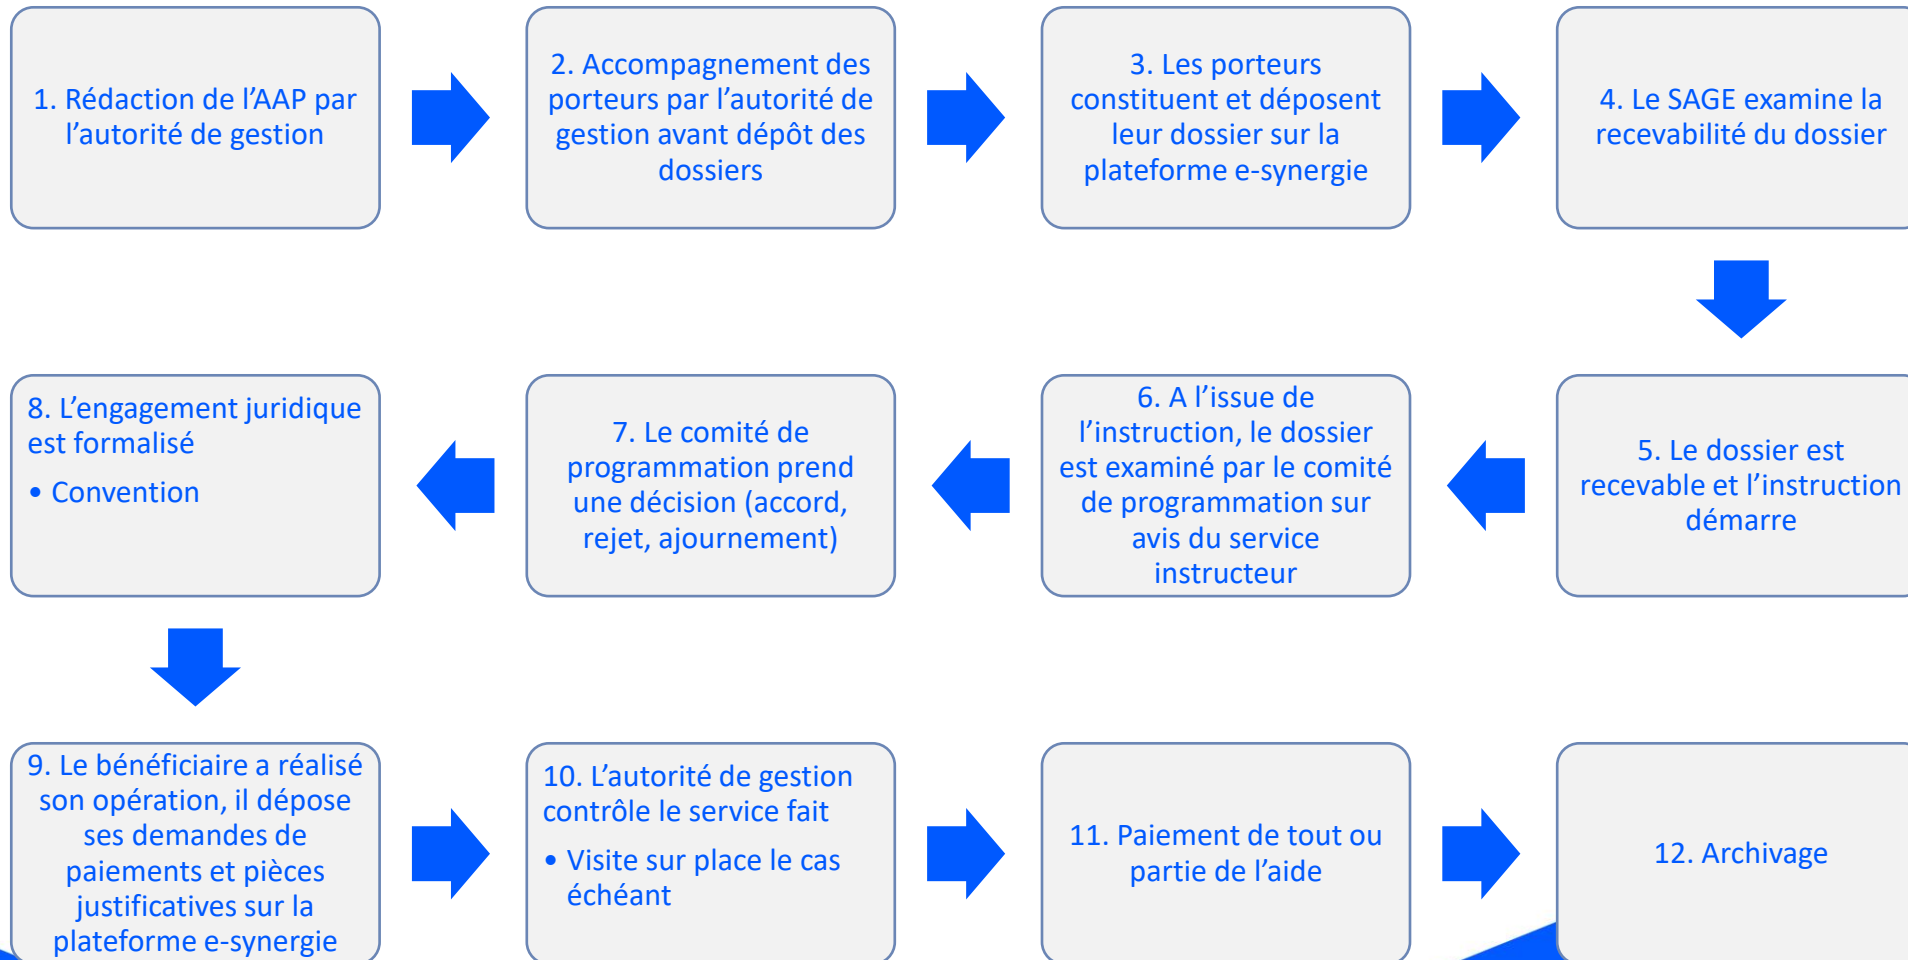 1. Rédaction de l’AAP par
l’autorité de gestion
2. Accompagnement des
porteurs par l’autorité de
gestion avant dépôt des
dossiers
3. Les porteurs
constituent et déposent
leur dossier sur la
plateforme e-synergie
4. Le SAGE examine la
recevabilité du dossier
5. Le dossier est
recevable et l’instruction
démarre
6. A l’issue de
l’instruction, le dossier
est examiné par le comité
de programmation sur
avis du service
instructeur
7. Le comité de
programmation prend
une décision (accord,
rejet, ajournement)
8. L’engagement juridique
est formalisé
• Convention
9. Le bénéficiaire a réalisé
son opération, il dépose
ses demandes de
paiements et pièces
justificatives sur la
plateforme e-synergie
10. L’autorité de gestion
contrôle le service fait
• Visite sur place le cas
échéant
11. Paiement de tout ou
partie de l’aide
12. Archivage